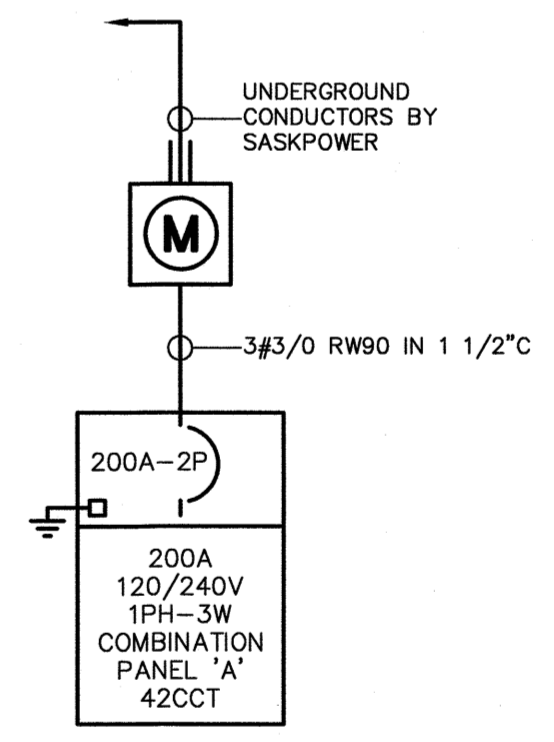 UNDERGROUND
CONDUCTORS BY
SASKPOWER
M
3#3/0 RW90 IN 1 1/2"C
200A-2P
200A
120/240V
1PH-3W
COMBINATION
PANEL 'A'
42CCT